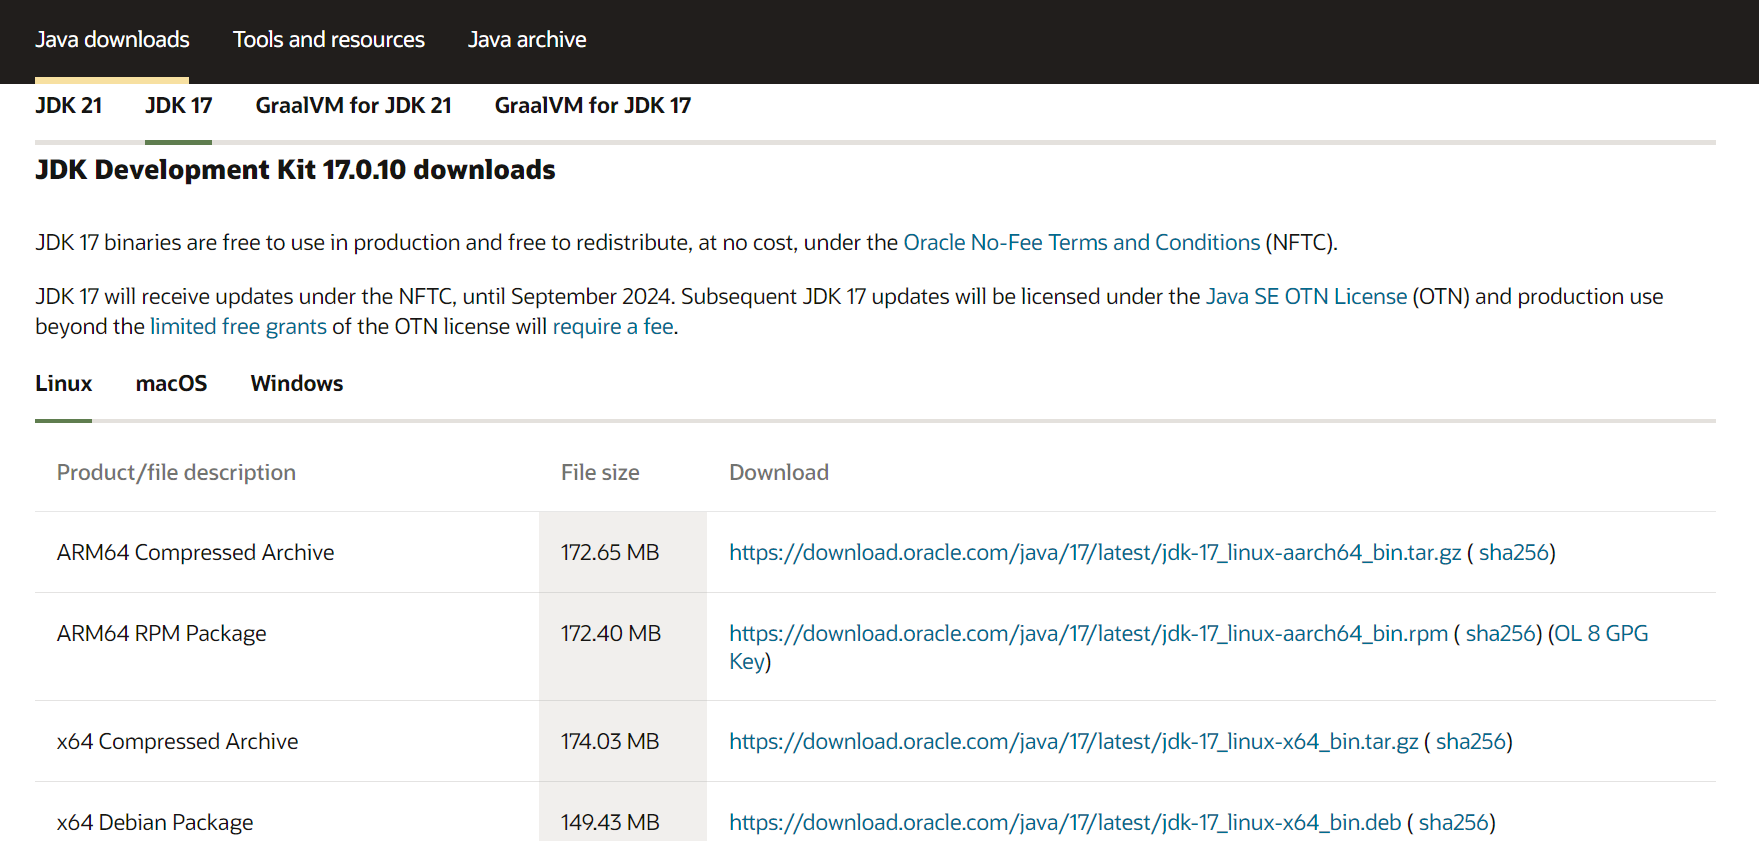 Java downloads Tools and resources Java archive
JDK 21 JDK 17 GraalVM for JDK 21 GraalVM for JDK 17
JDK Development Kit 17.0.10 downloads
JDK 17 binaries are free to use in production and free to redistribute, at no cost, under the Oracle No-Fee Terms and Conditions (NFTC).
JDK 17 will receive updates under the NFTC, until September 2024. Subsequent JDK 17 updates will be licensed under the Java SE OTN License (OTN) and production use
beyond the limited free grants of the OTN license will require a fee.
Linux macOS Windows
Product/file description File size Download
ARM64 Compressed Archive 172.65 MB https://download.oracle.com/java/17/latest/jdk-17_linux-aarch64_bin.tar.gz ( sha256)
ARM64 RPM Package 172.40 MB https://download.oracle.com/java/17/latest/jdk-17_linux-aarch64_bin.rpm ( sha256) (OL 8 GPG
Key)
x64 Compressed Archive 174.03 MB https://download.oracle.com/java/17/latest/jdk-17_linux-x64_bin.tar.gz ( sha256)
x64 Debian Package 149.43 MB https://download.oracle.com/java/17/latest/jdk-17_linux-x64_bin.deb ( sha256)